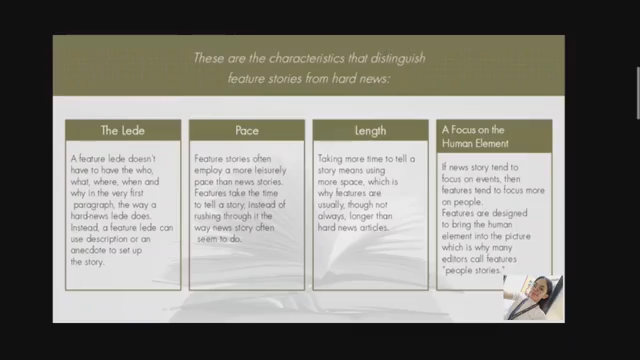 These are the characteristics that distinguish
feature stories from hard news:
The Lede
A feature lede doesn't
have to have the who,
what, where, when and
why in the very first
paragraph, the way a
hard-news lede does.
Instead, a feature lede can
use description or an
anecdote to set up
the story.
Pace
Feature stories often
employ a more leisurely
pace than news stories.
Features take the time
to tell a story, instead of
rushing through it the
way news story often
seem to do.
Length
Taking more time to tell a
story means using
more space, which is
why features are
usually, though not
always, longer than
hard news articles.
A Focus on the
Human Element
If news story tend to
focus on events, then
features tend to focus more
on people.
Features are designed
to bring the human
element into the picture
which is why many
editors call features
"people stories."